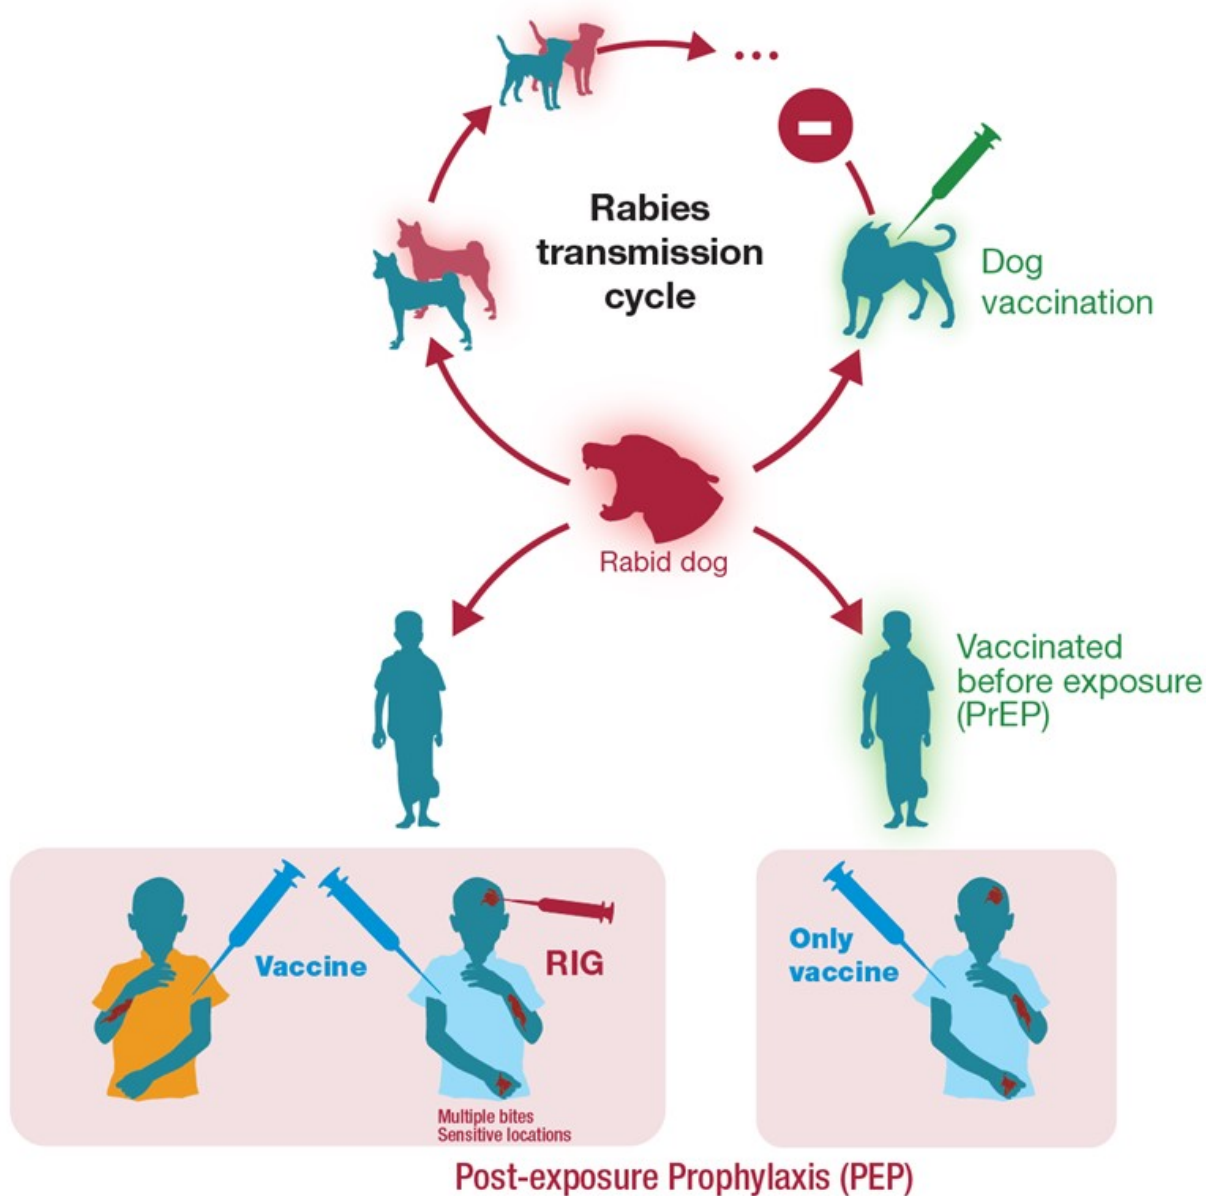 ...
Rabies
transmission
cycle
Dog
vaccination
Rabid dog
Vaccinated
before exposure
(PrEP)
Vaccine
RIG
Multiple bites
Sensitive locations
Only
vaccine
Post-exposure Prophylaxis (PEP)